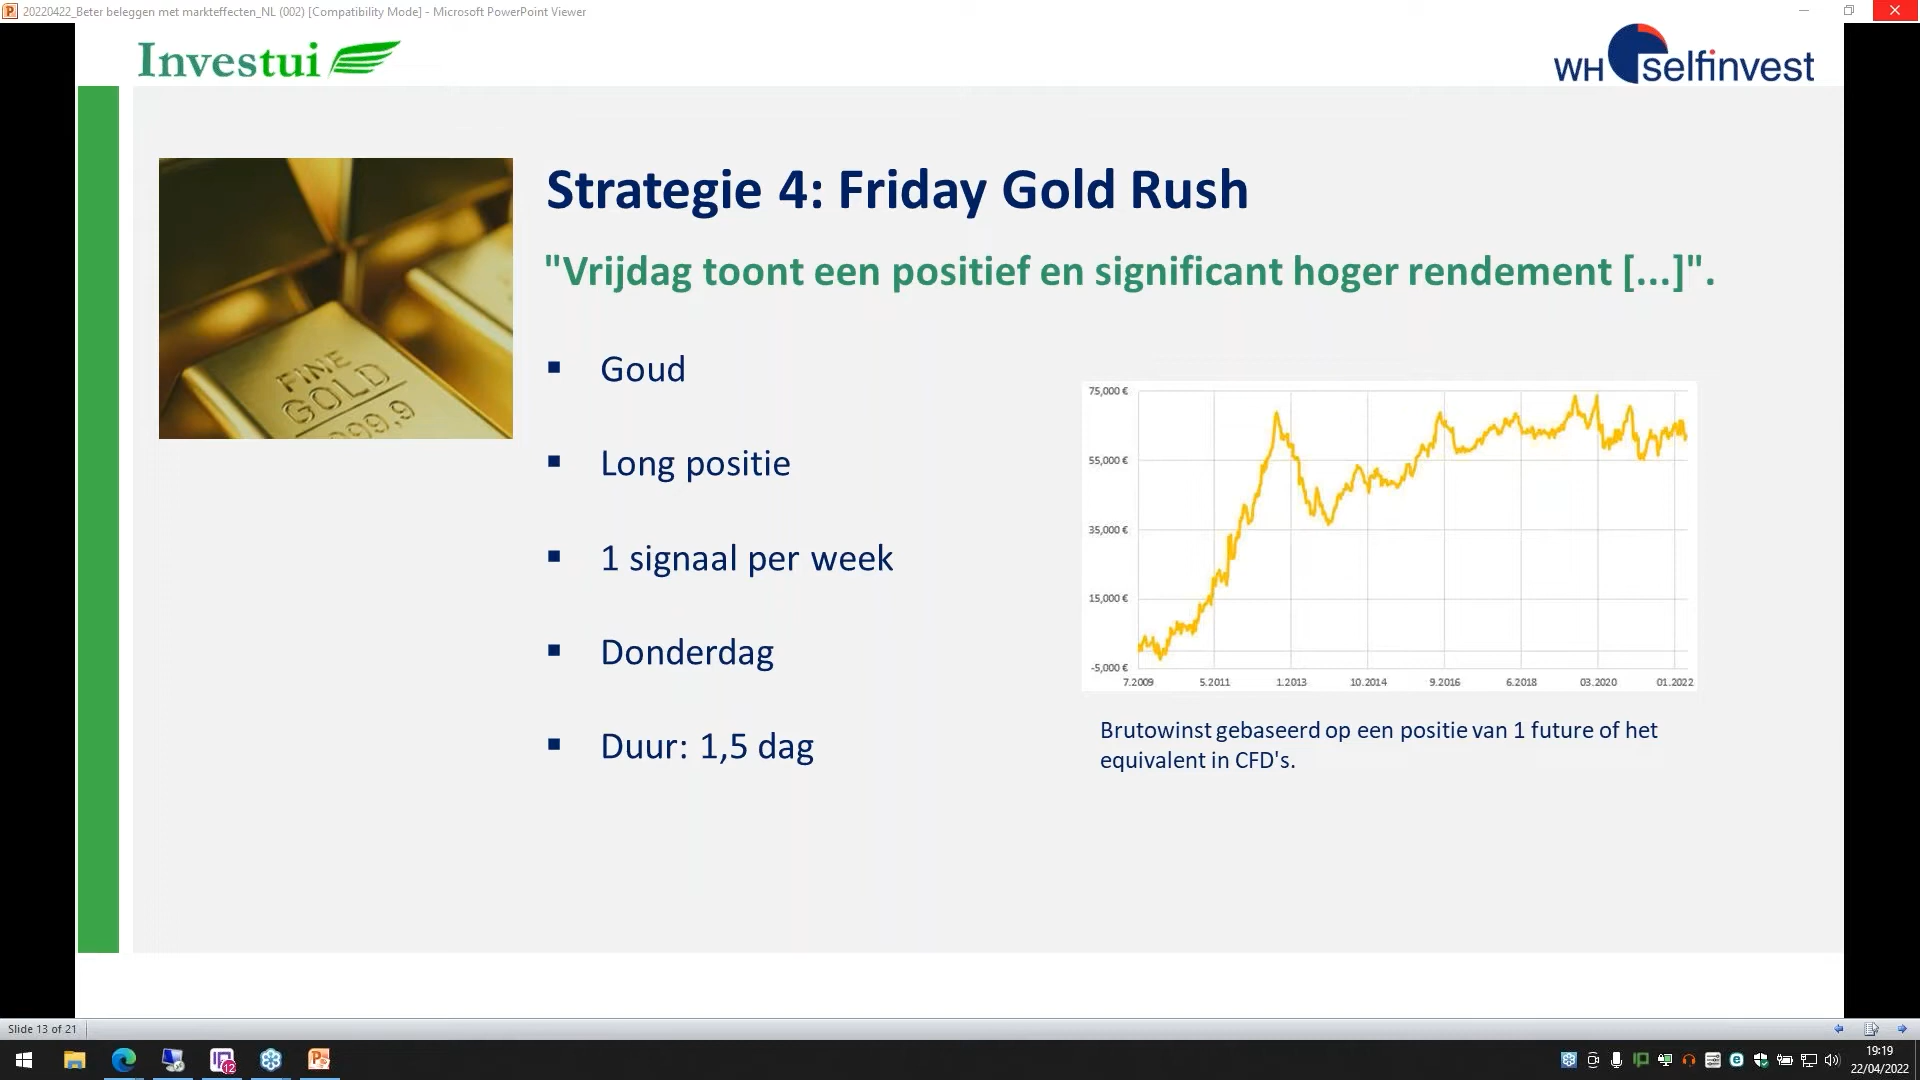 20220422_Beter beleggen met markteffecten_NL (002) [Compatibility Mode] - Microsoft PowerPoint Viewer
Investui
WH selfinvest
Strategie 4: Friday Gold Rush
"Vrijdag toont een positief en significant hoger rendement [...]".
FINE
GOLD
999,9
Goud
Long positie
1 signaal per week
Donderdag
Duur: 1,5 dag
75,000 €
55,000 €
35,000 €
15,000 €
-5,000 €
7.2009 5.2011 1.2013 10.2014 9.2016 6.2018 03.2020 01.2022
Brutowinst gebaseerd op een positie van 1 future of het
equivalent in CFD's.
Slide 13 of 21
12
19:19
22/04/2022